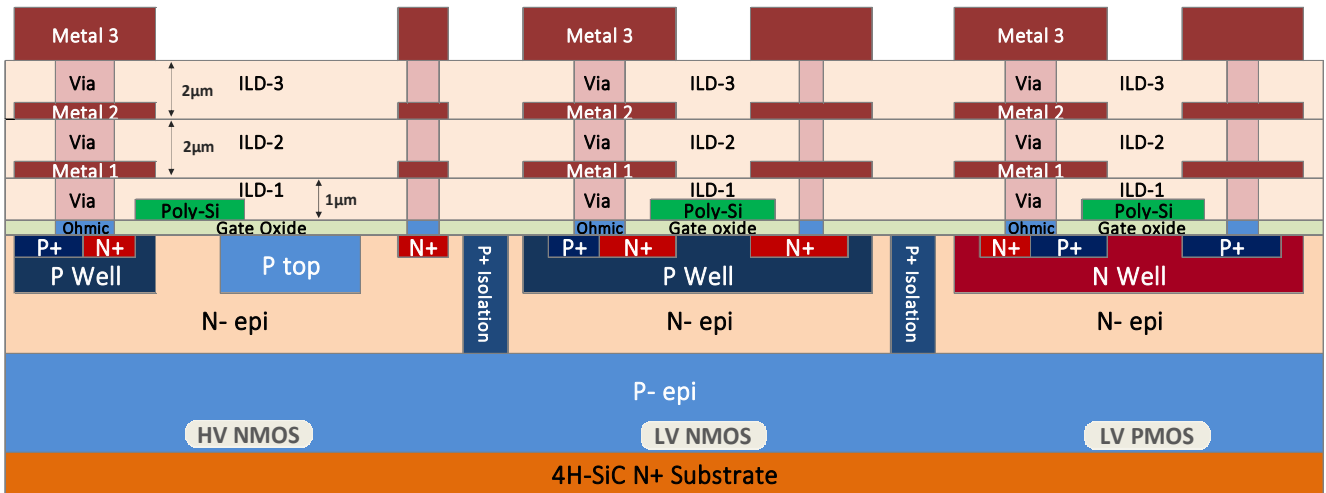 Metal 3 Metal 3 Metal 3
Via 2μm ILD-3 Via ILD-3 Via ILD-3
Metal 2 Metal 2 Metal 2
Via 2μm ILD-2 Via ILD-2 Via ILD-2
Metal 1 Metal 1 Metal 1
Via ILD-1 1μm Via ILD-1 Via ILD-1
Poly-Si Poly-Si Poly-Si
Ohmic Gate Oxide Ohmic Gate oxide Ohmic Gate oxide
P+ N+ N+ P+ N+ N+ N+ P+ P+
P Well P top P+ Isolation P Well P+ Isolation N Well
N- epi N- epi N- epi
P- epi
HV NMOS LV NMOS LV PMOS
4H-SiC N+ Substrate